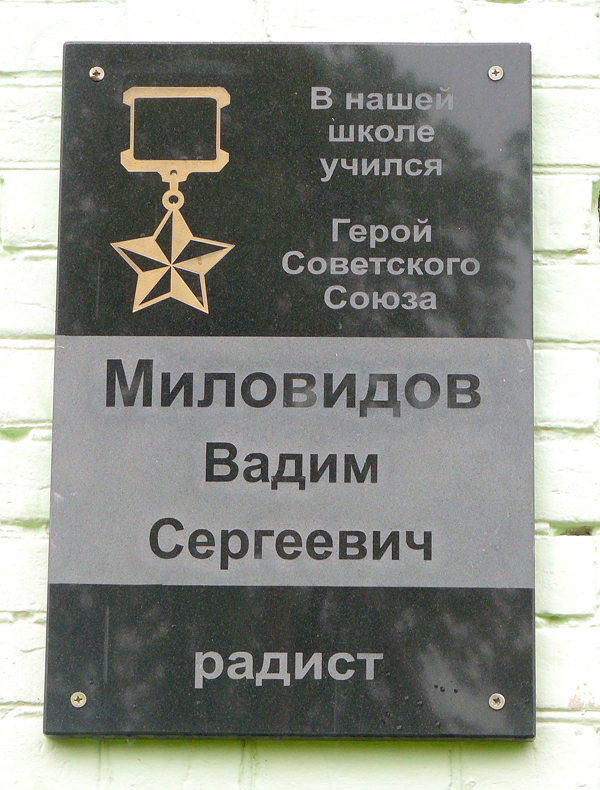 В нашей
школе
учился
Герой
Советского
Союза
Миловидов
Вадим
Сергеевич
радист